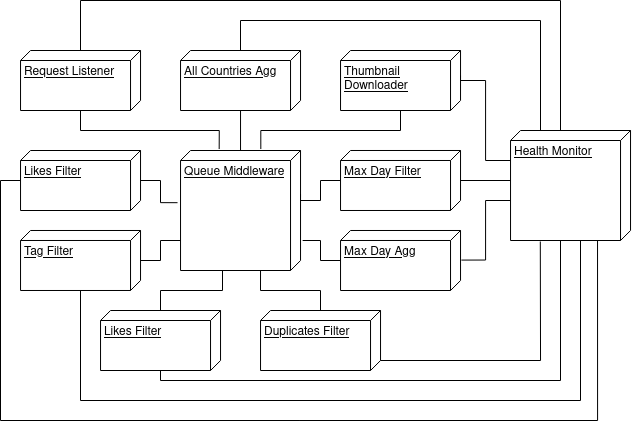 Request Listener
All Countries Agg
Thumbnail
Downloader
Health Monitor
Likes Filter
Queue Middleware
Max Day Filter
Tag Filter
Max Day Agg
Likes Filter
Duplicates Filter